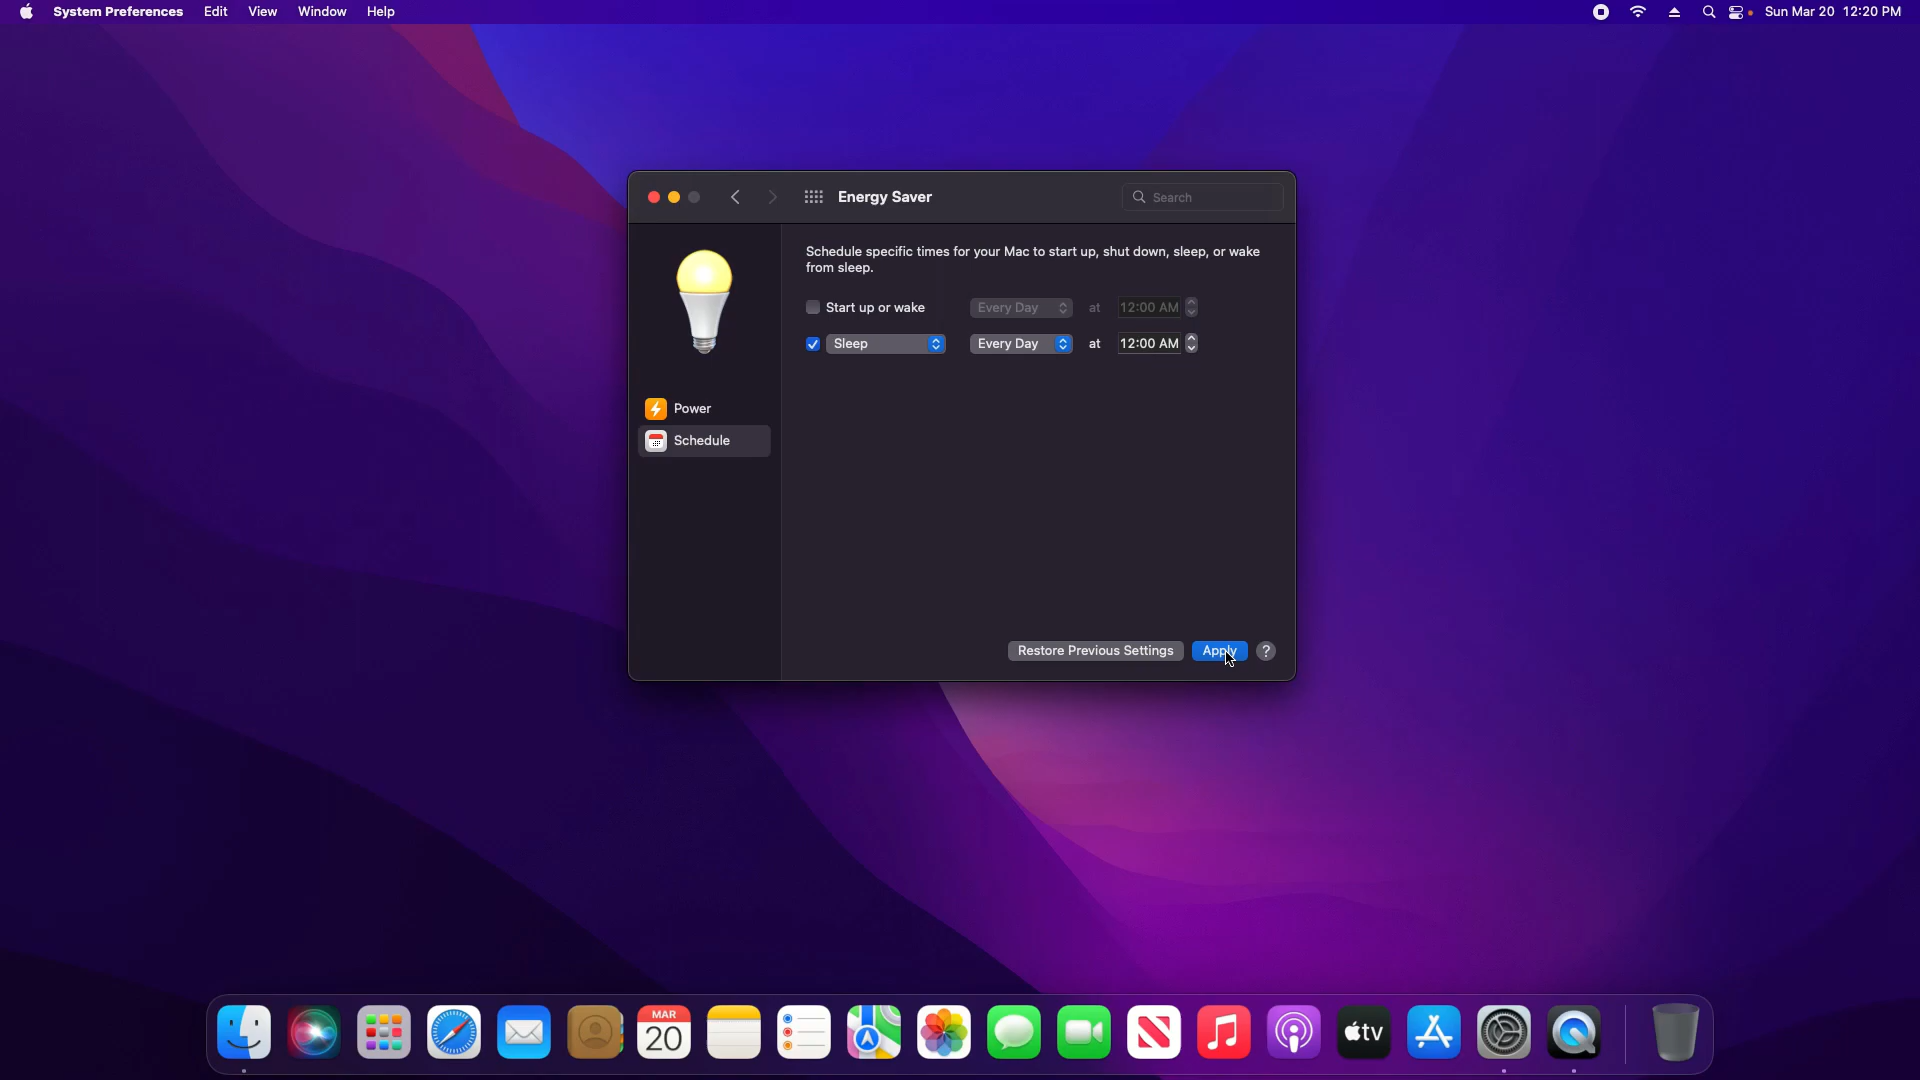 System Preferences Edit View Window Help Sun Mar 20 12:20 PM
Energy Saver Search
Schedule specific times for your Mac to start up, shut down, sleep, or wake
from sleep.
Start up or wake Every Day at 12:00 AM
Sleep Every Day at 12:00 AM
Power
Schedule
Restore Previous Settings Apply ?
MAR
20
tv